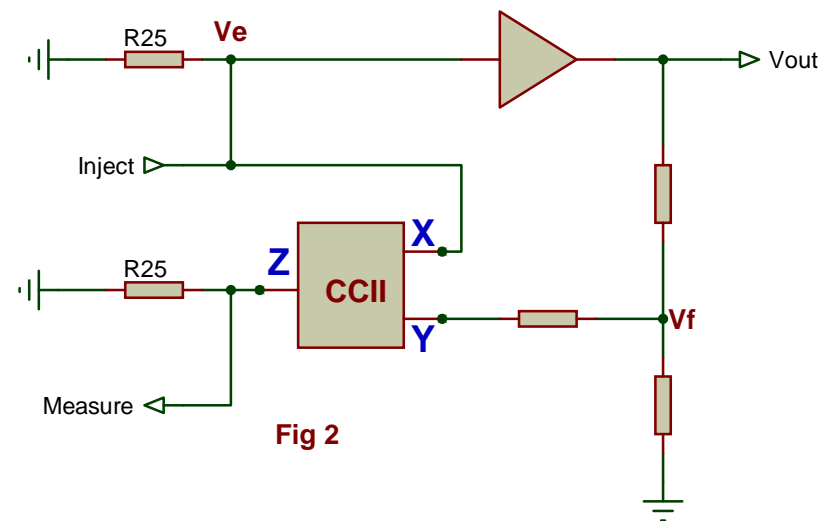 Ve
R25
Vout
Inject
X
R25
Z
CCII
Y
Vf
Measure
Fig 2